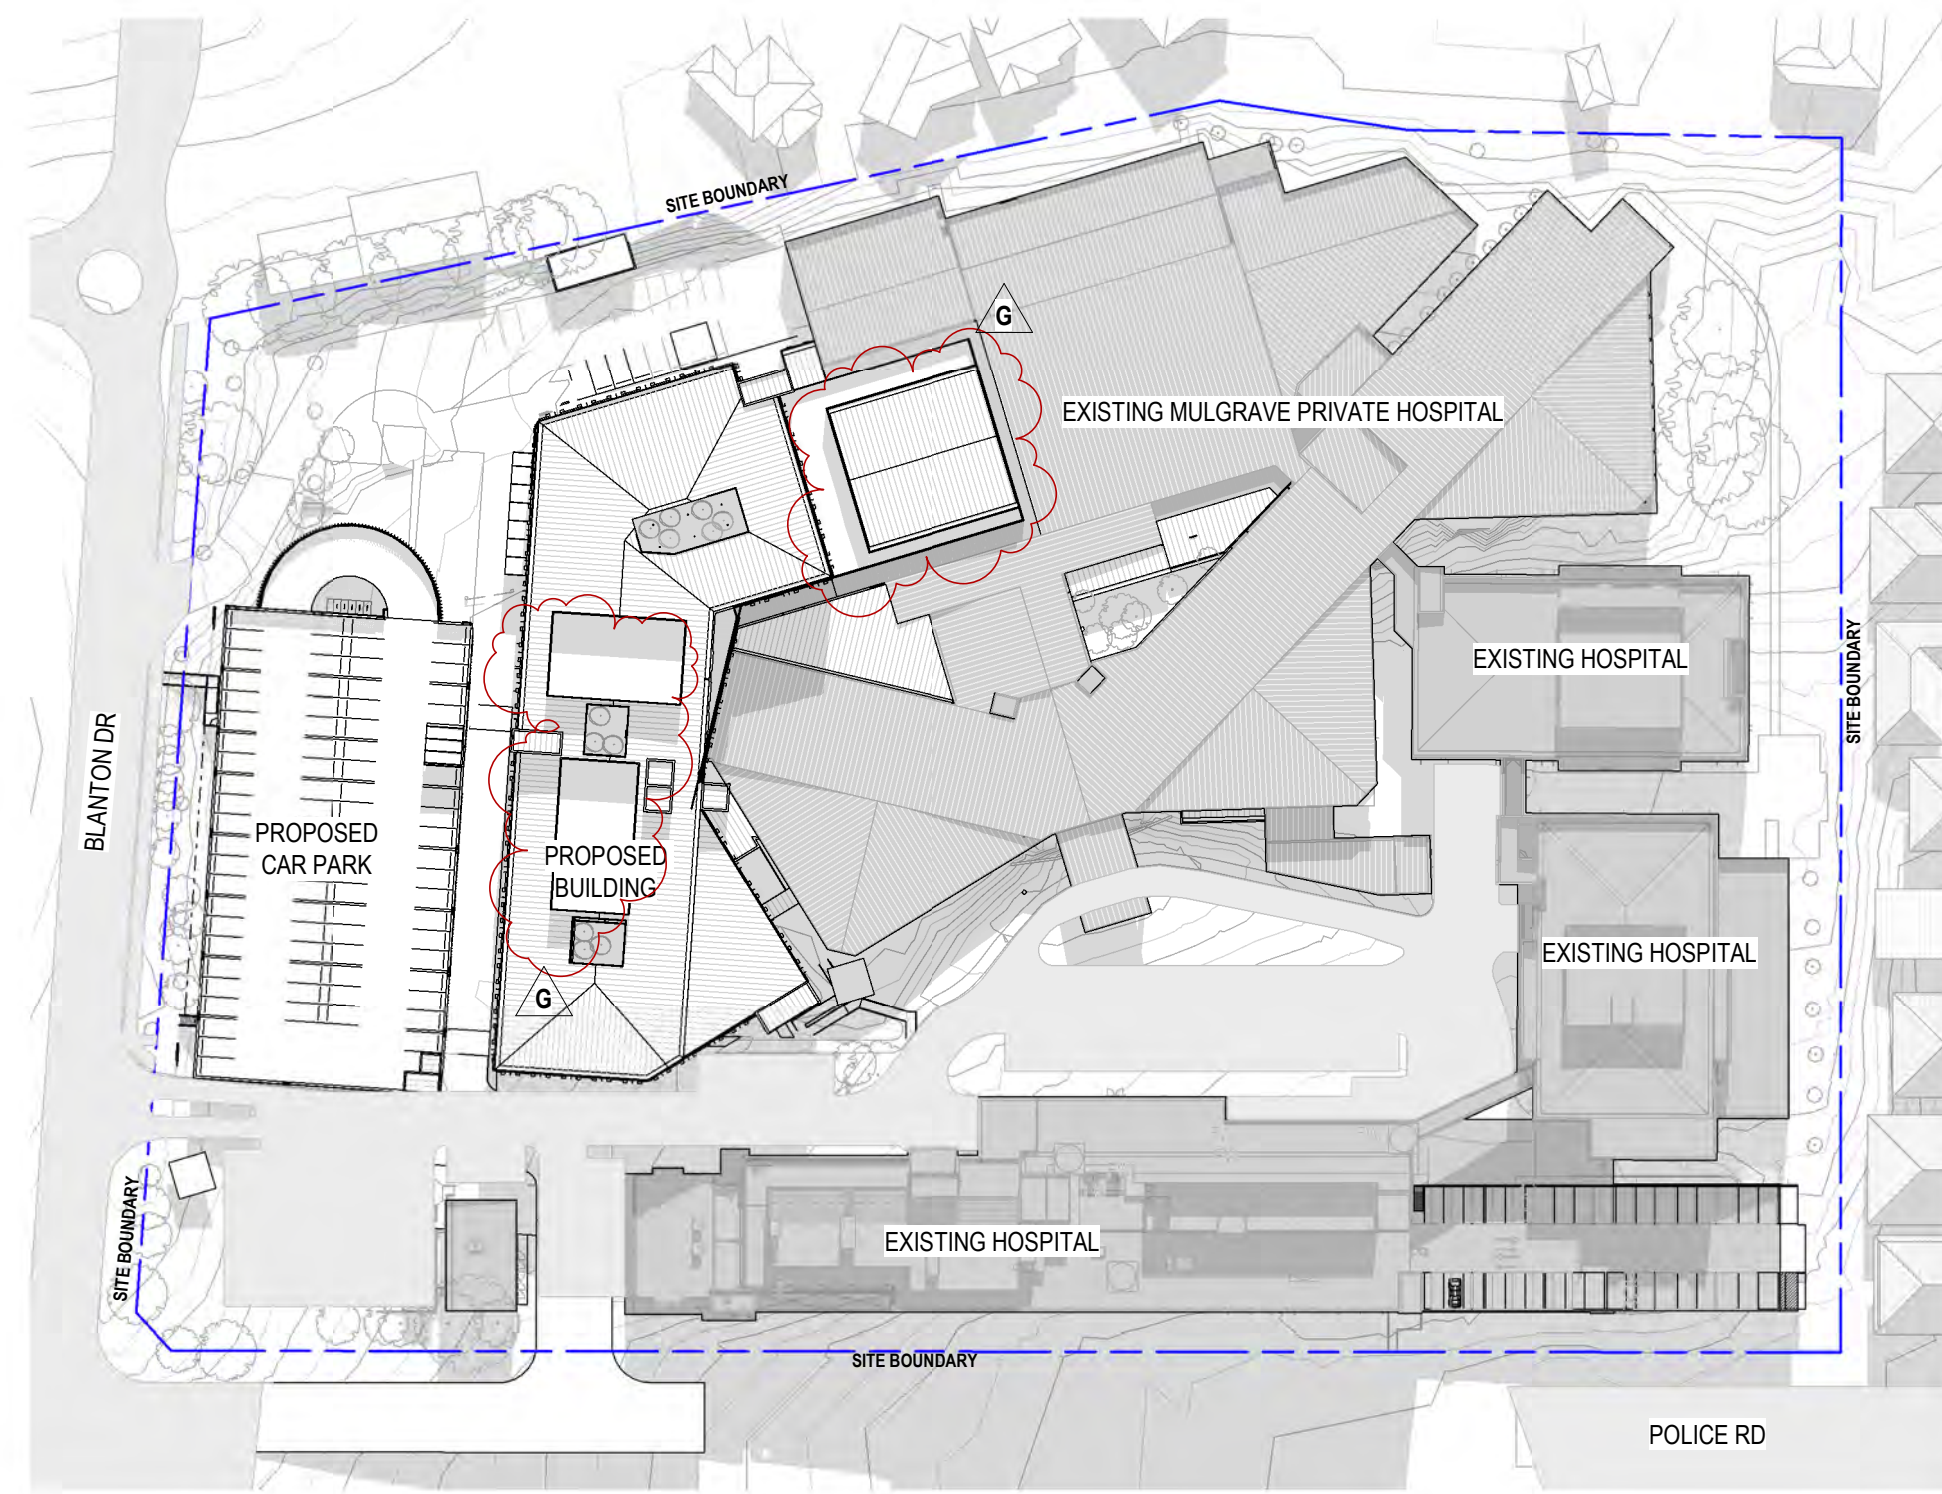 SITE BOUNDARY
G
EXISTING MULGRAVE PRIVATE HOSPITAL
EXISTING HOSPITAL
SITE BOUNDARY
BLANTON DR
PROPOSED
CAR PARK
PROPOSED
BUILDING
EXISTING HOSPITAL
G
SITE BOUNDARY
EXISTING HOSPITAL
SITE BOUNDARY
POLICE RD